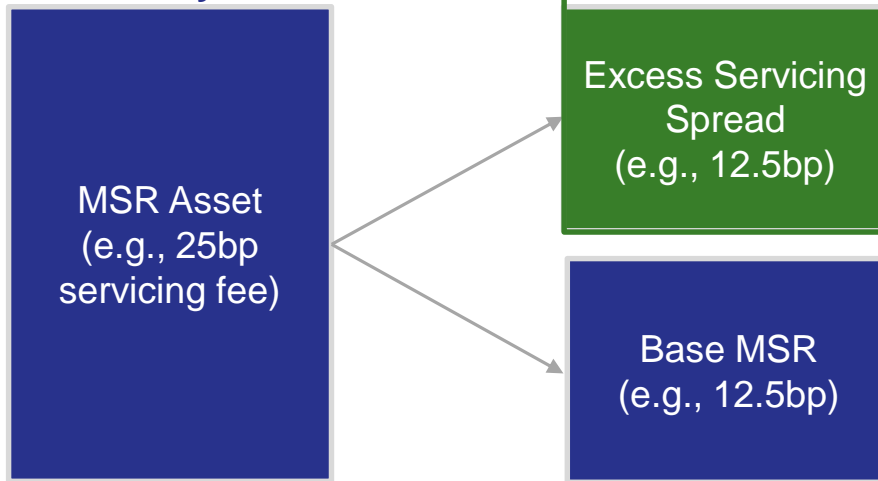 MSR Asset
(e.g., 25bp
servicing fee)
Excess Servicing
Spread
(e.g., 12.5bp)
Base MSR
(e.g., 12.5bp)